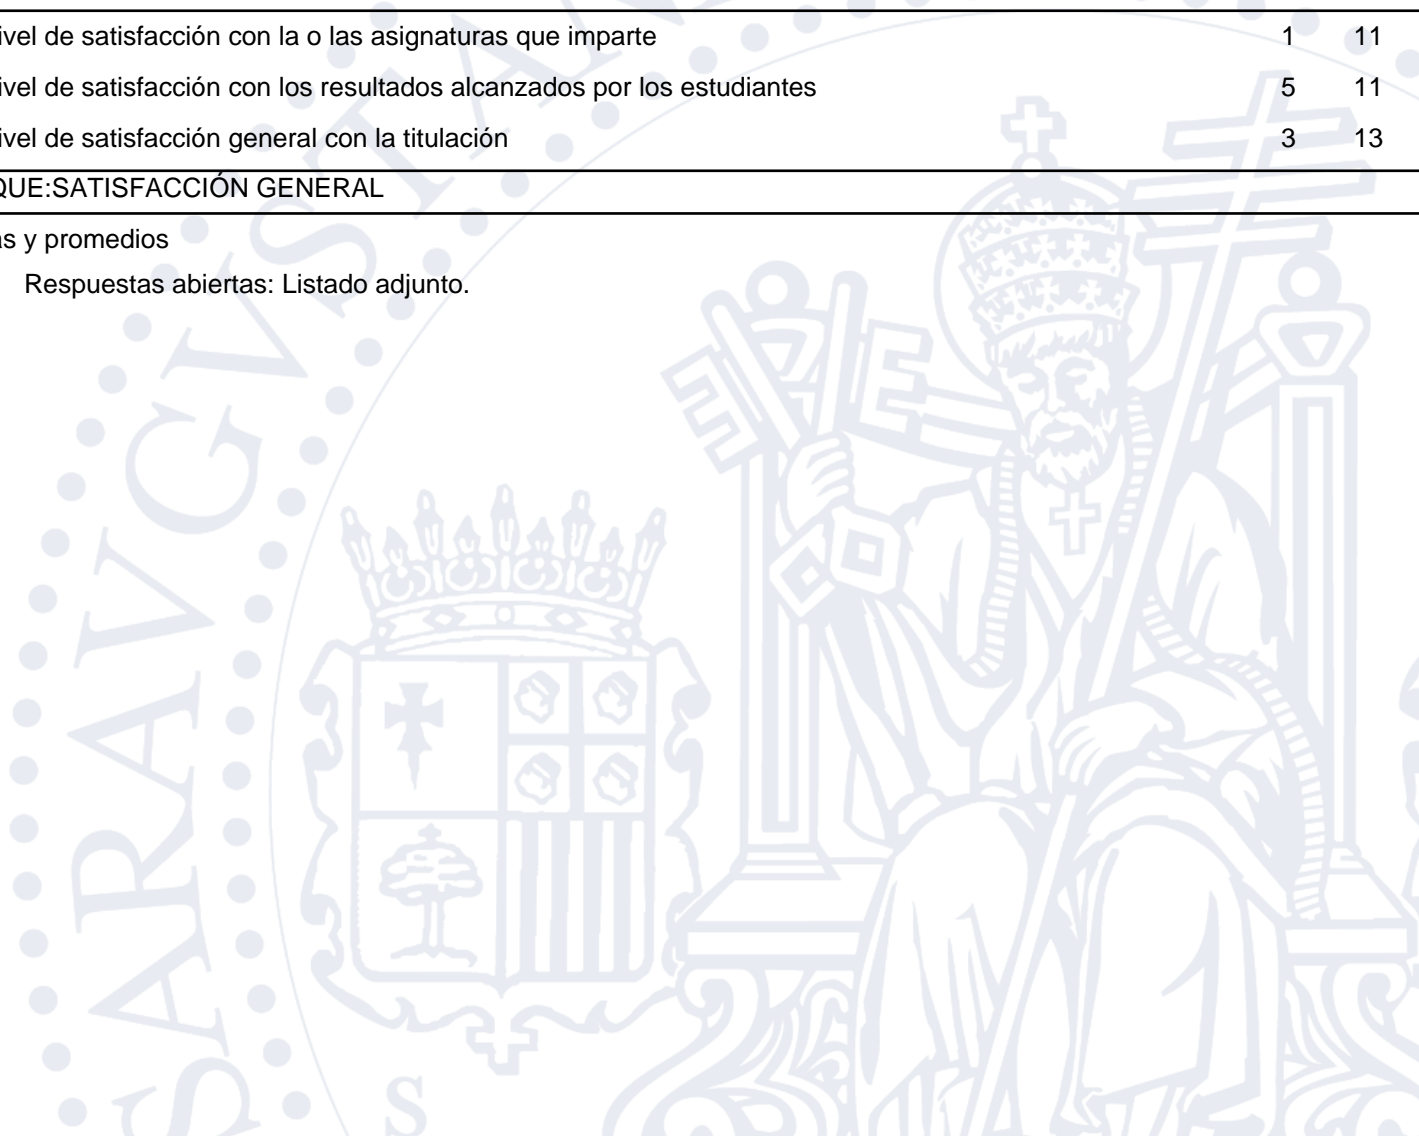 ivel de satisfacción con la o las asignaturas que imparte 1 11
ivel de satisfacción con los resultados alcanzados por los estudiantes 5 11
ivel de satisfacción general con la titulación 3 13
QUE:SATISFACCIÓN GENERAL
as y promedios
Respuestas abiertas: Listado adjunto.
SARAVGVSTAN
S